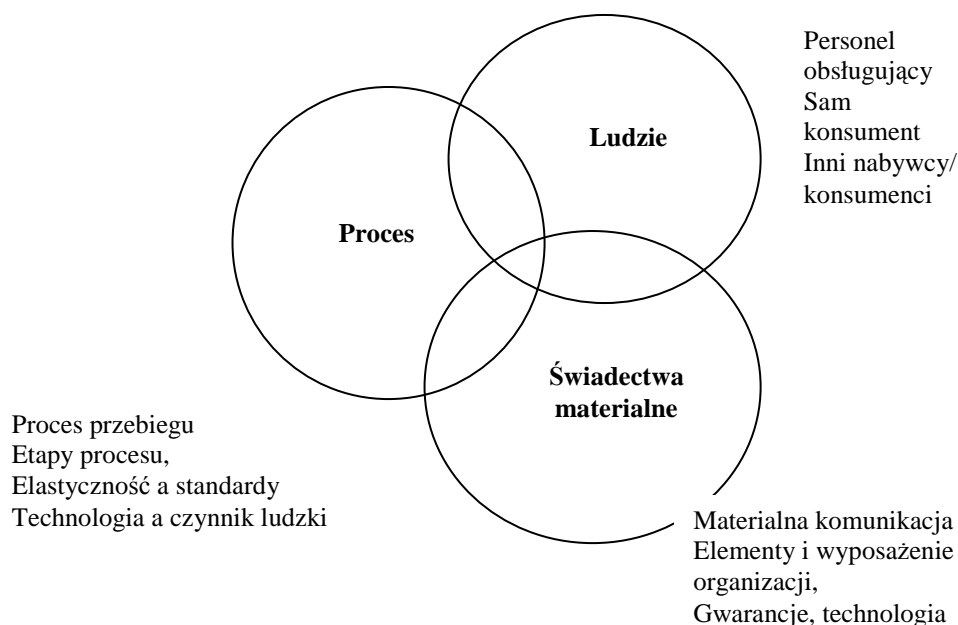 Personel
obsługujący
Sam
konsument
Inni nabywcy/
konsumenci
Ludzie
Proces
Świadectwa
materialne
Proces przebiegu
Etapy procesu,
Elastyczność a standardy
Technologia a czynnik ludzki
Materialna komunikacja
Elementy i wyposażenie
organizacji,
Gwarancje, technologia